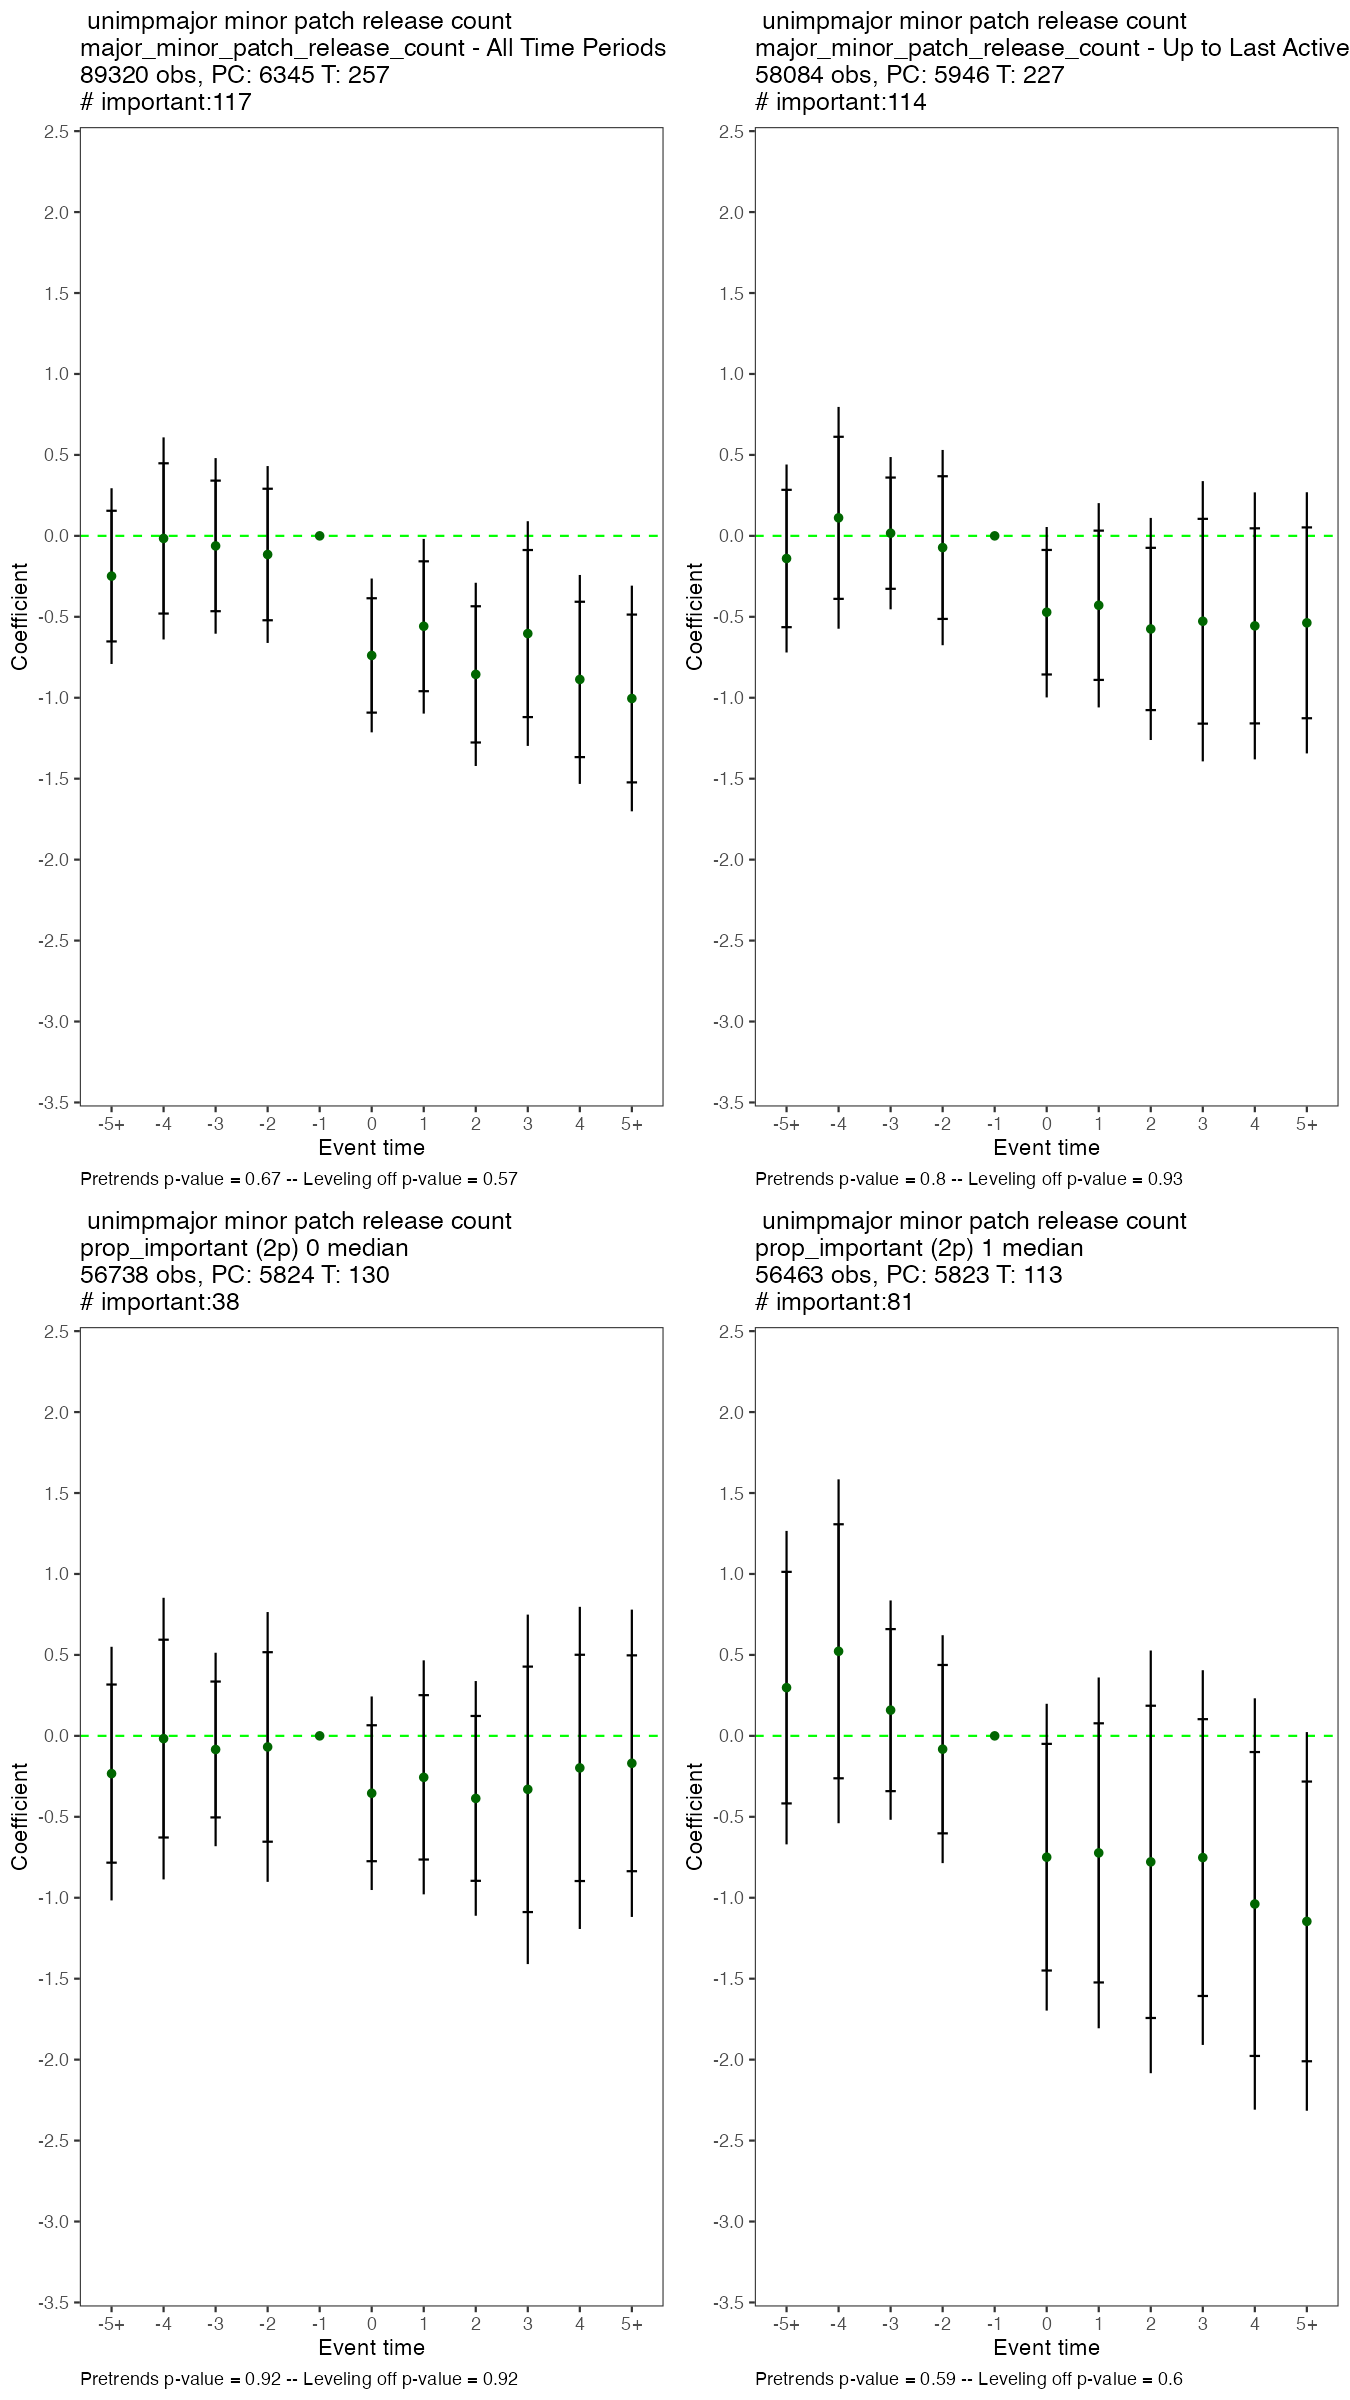 unimpmajor minor patch release count
major_minor_patch_release_count - All Time Periods
89320 obs, PC: 6345 T: 257
# important:117
2.5
2.0
1.5
1.0
0.5
0.0
-0.5
-1.0
-1.5
-2.0
-2.5
-3.0
-3.5
Coefficient
-5+ -4 -3 -2 -1 0 1 2 3 4 5+
Event time
Pretrends p-value = 0.67 -- Leveling off p-value = 0.57
unimpmajor minor patch release count
major_minor_patch_release_count - Up to Last Active
58084 obs, PC: 5946 T: 227
# important:114
2.5
2.0
1.5
1.0
0.5
0.0
-0.5
-1.0
-1.5
-2.0
-2.5
-3.0
-3.5
Coefficient
-5+ -4 -3 -2 -1 0 1 2 3 4 5+
Event time
Pretrends p-value = 0.8 -- Leveling off p-value = 0.93
unimpmajor minor patch release count
prop_important (2p) 0 median
56738 obs, PC: 5824 T: 130
# important:38
2.5
2.0
1.5
1.0
0.5
0.0
-0.5
-1.0
-1.5
-2.0
-2.5
-3.0
-3.5
Coefficient
-5+ -4 -3 -2 -1 0 1 2 3 4 5+
Event time
Pretrends p-value = 0.92 -- Leveling off p-value = 0.92
unimpmajor minor patch release count
prop_important (2p) 1 median
56463 obs, PC: 5823 T: 113
# important:81
2.5
2.0
1.5
1.0
0.5
0.0
-0.5
-1.0
-1.5
-2.0
-2.5
-3.0
-3.5
Coefficient
-5+ -4 -3 -2 -1 0 1 2 3 4 5+
Event time
Pretrends p-value = 0.59 -- Leveling off p-value = 0.6